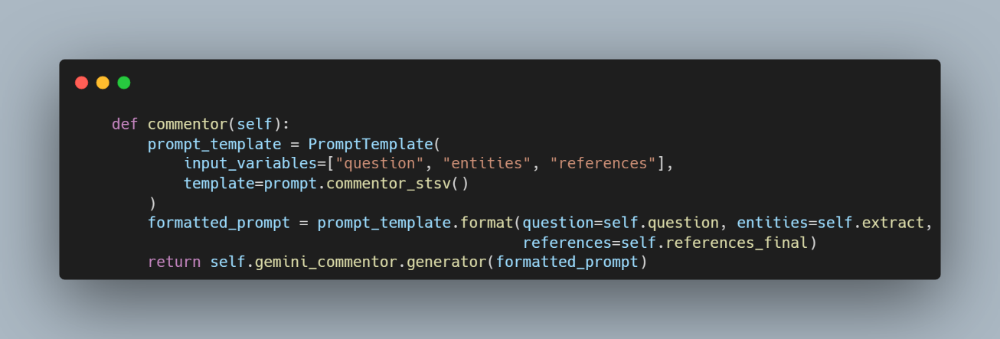 def commentor(self):
    prompt_template = PromptTemplate(
        input_variables=["question", "entities", "references"],
        template=prompt.commentor_stsv()
    )
    formatted_prompt = prompt_template.format(question=self.question, entities=self.extract,
                                              references=self.references_final)
    return self.gemini_commentor.generator(formatted_prompt)